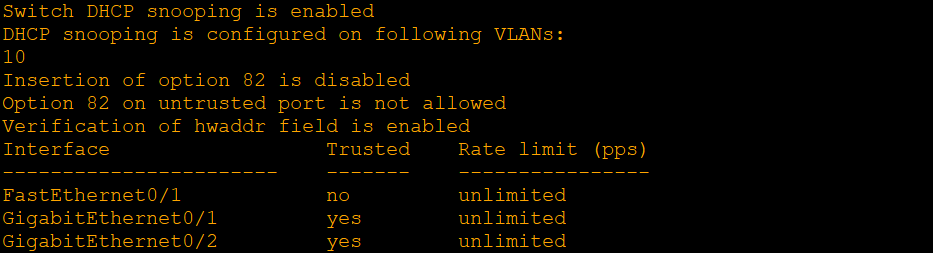 Switch DHCP snooping is enabled
DHCP snooping is configured on following VLANs:
10
Insertion of option 82 is disabled
Option 82 on untrusted port is not allowed
Verification of hwaddr field is enabled
Interface                  Trusted    Rate limit (pps)
-----------------------    -------    ----------------
FastEthernet0/1            no         unlimited
GigabitEthernet0/1         yes        unlimited
GigabitEthernet0/2         yes        unlimited